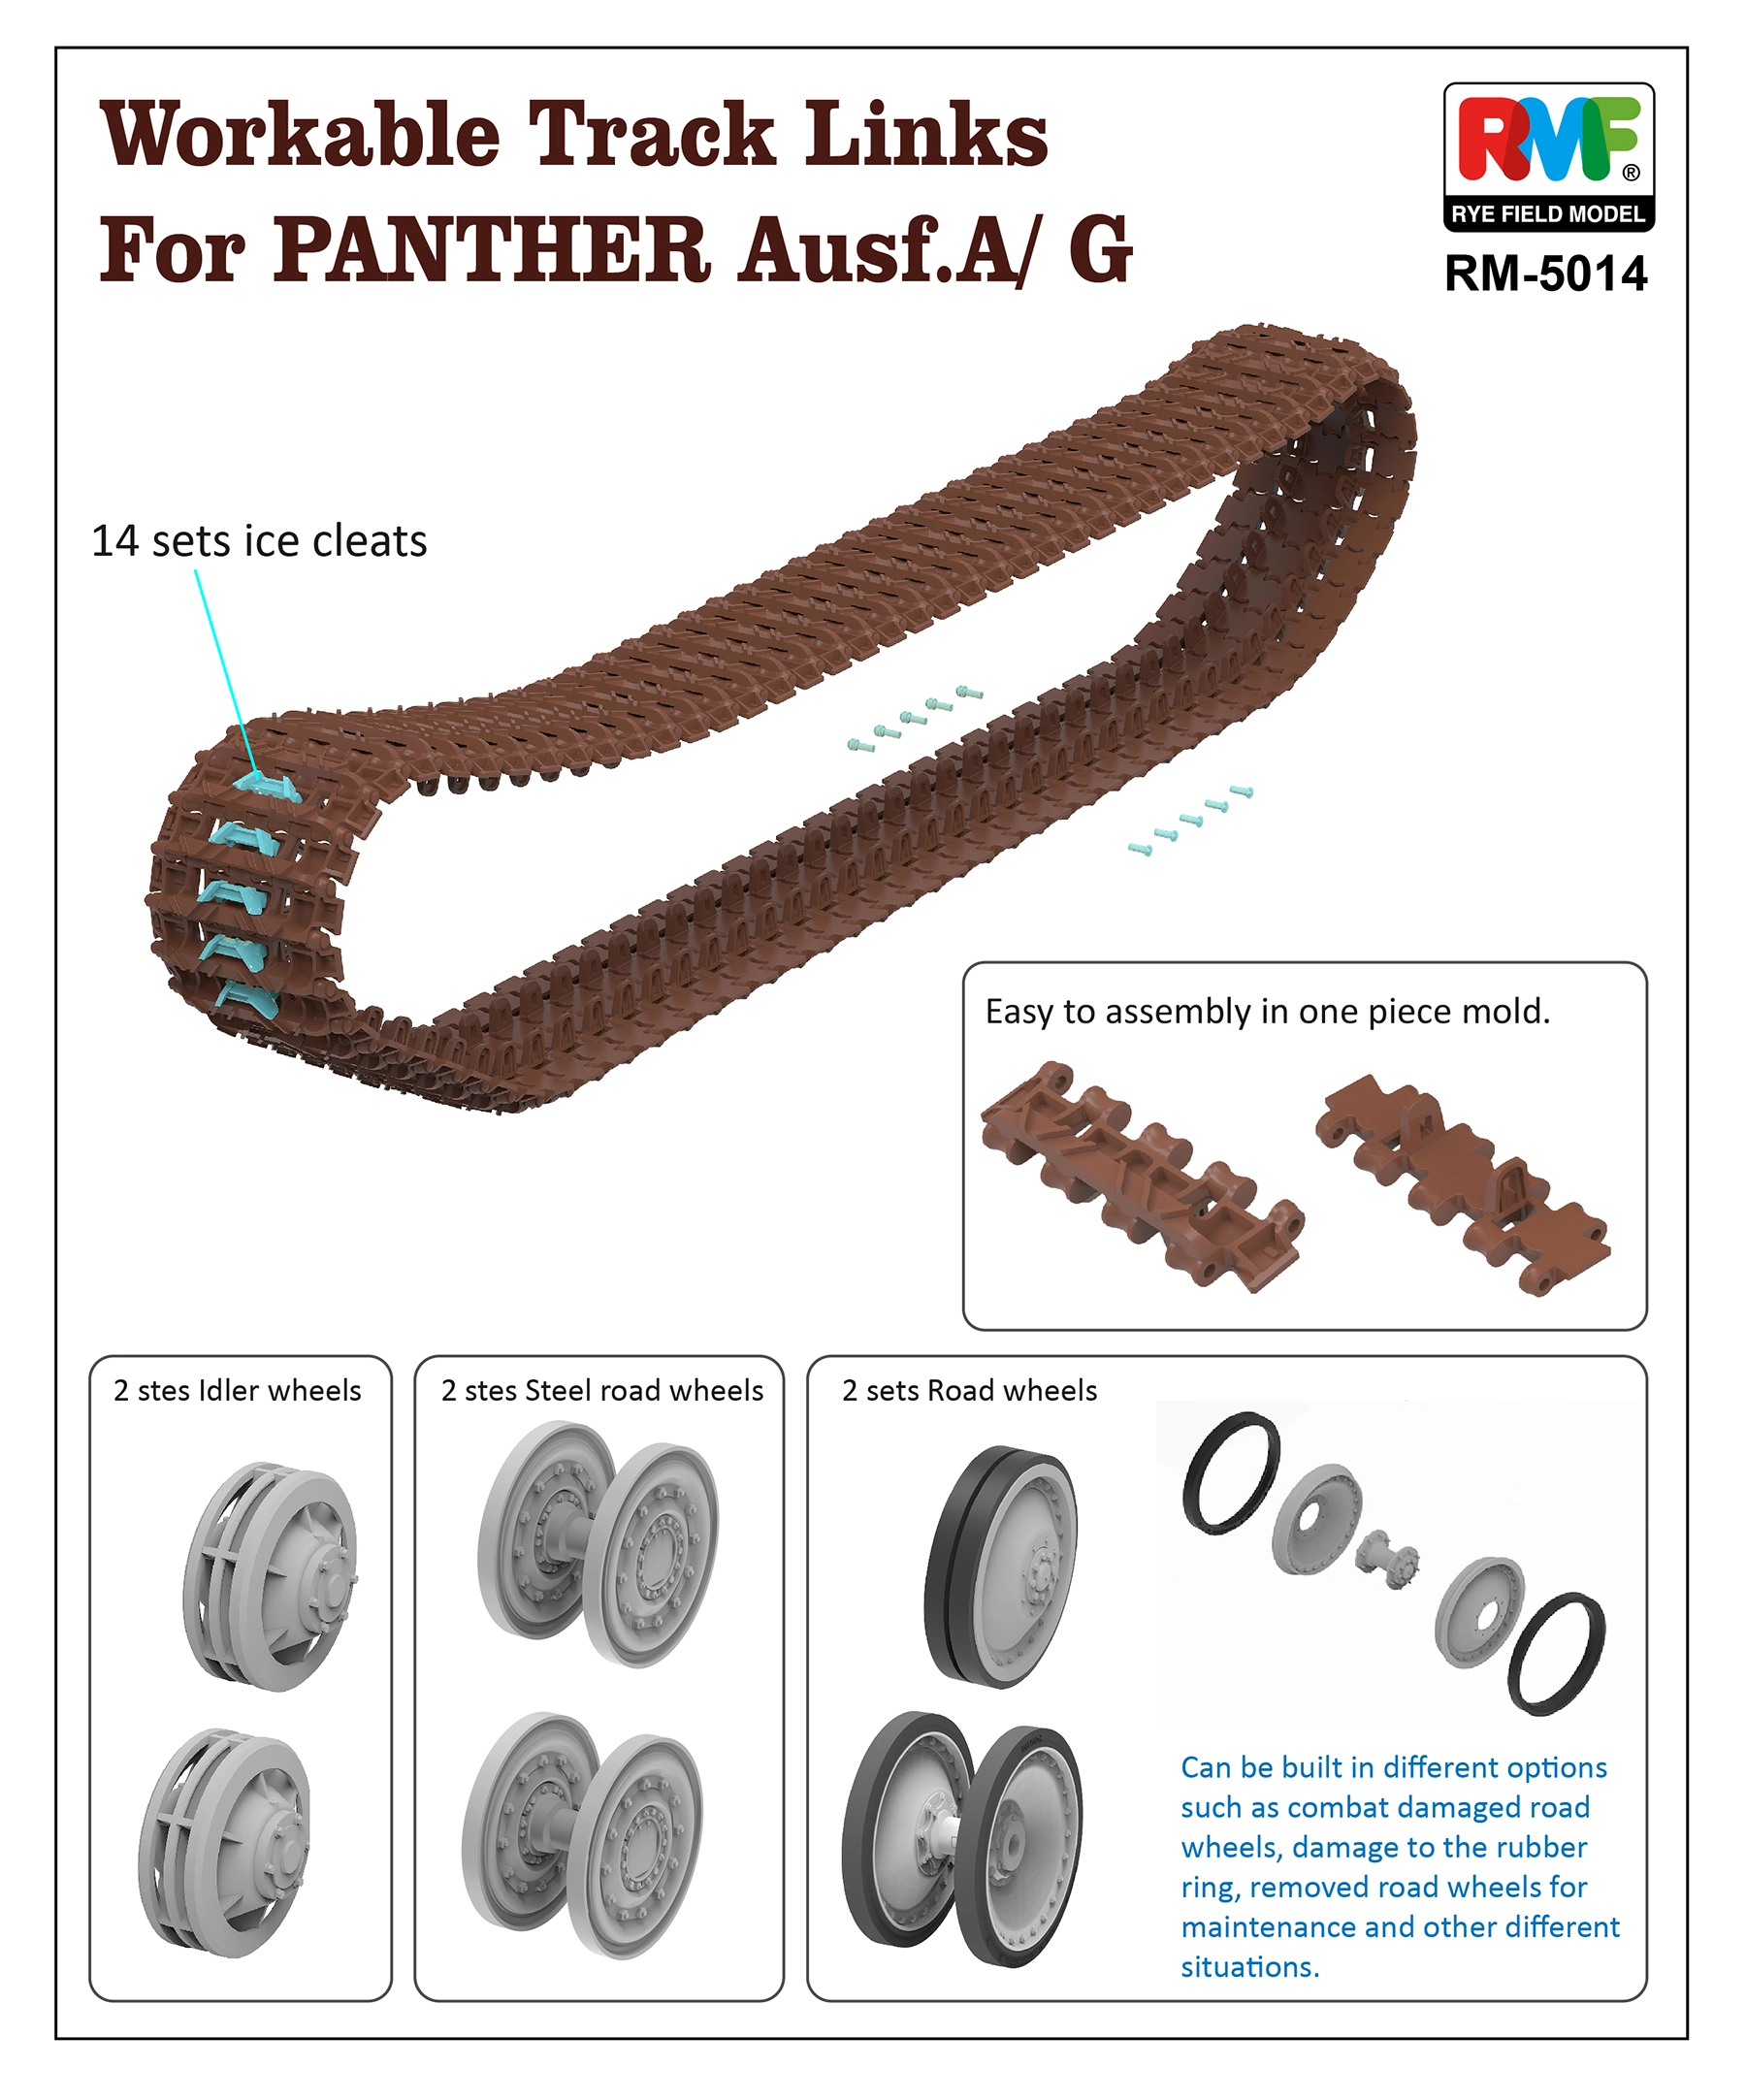 Workable Track Links
For PANTHER Ausf.A/ G
RMF®
RYE FIELD MODEL
RM-5014
14 sets ice cleats
Easy to assembly in one piece mold.
2 stes Idler wheels
2 stes Steel road wheels
2 sets Road wheels
Can be built in different options
such as combat damaged road
wheels, damage to the rubber
ring, removed road wheels for
maintenance and other different
situations.